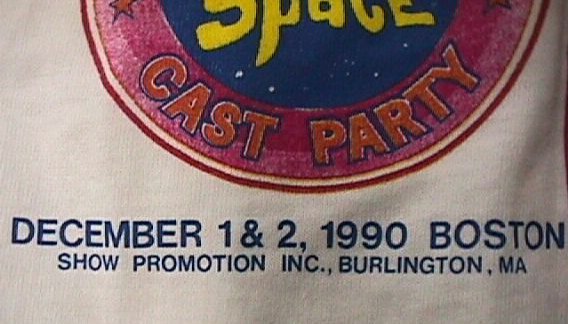 Space
CAST PARTY
DECEMBER 1 & 2, 1990 BOSTON
SHOW PROMOTION INC., BURLINGTON, MA